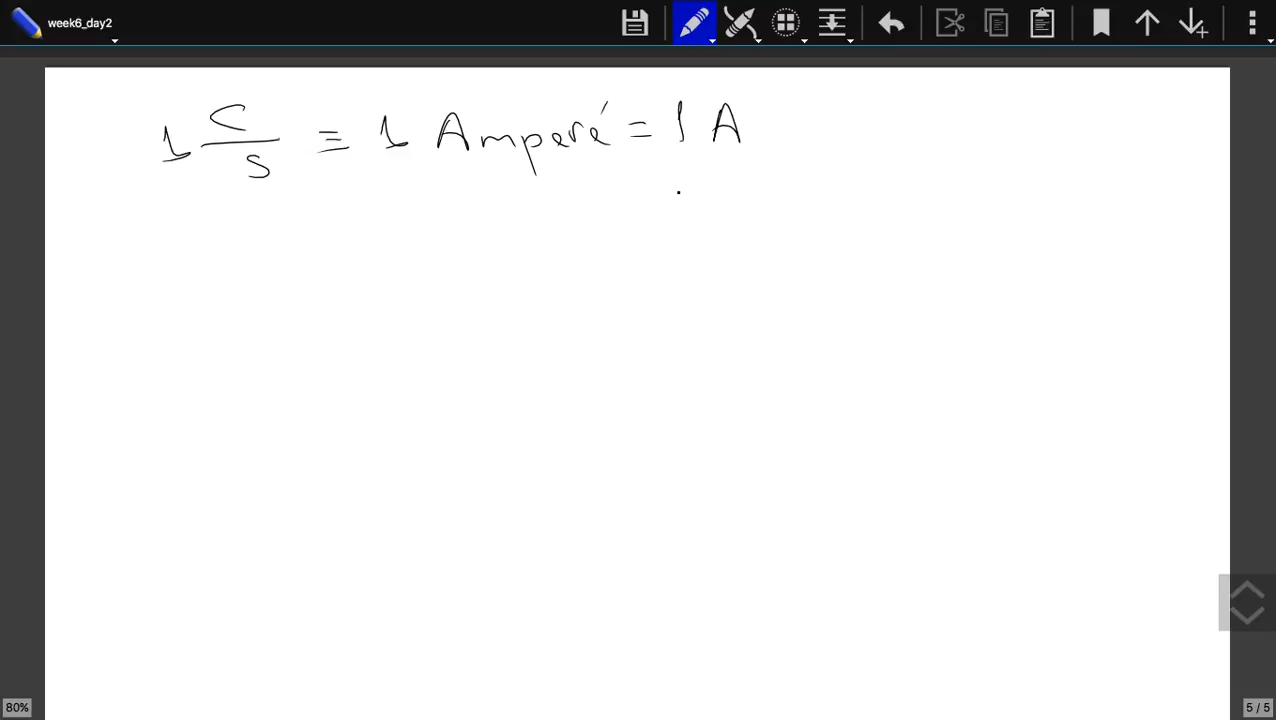 week6_day2
1 C/s ≡ 1 Amperé = 1 A
80%
5 / 5